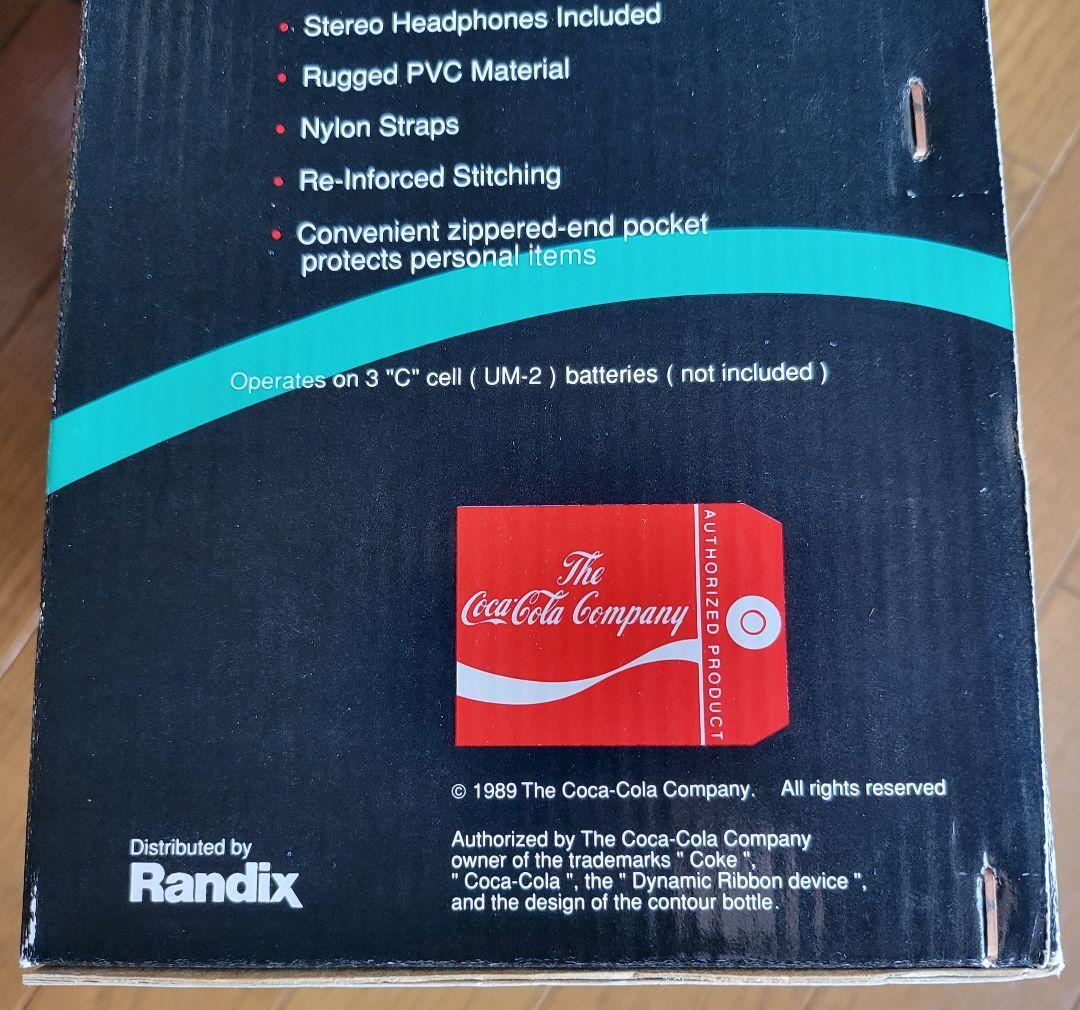 • Stereo Headphones Included
• Rugged PVC Material
• Nylon Straps
• Re-Inforced Stitching
• Convenient zippered-end pocket
protects personal items
Operates on 3 "C" cell ( UM-2 ) batteries ( not included )
The
Coca-Cola Company
AUTHORIZED PRODUCT
© 1989 The Coca-Cola Company. All rights reserved
Authorized by The Coca-Cola Company
owner of the trademarks " Coke ",
" Coca-Cola ", the " Dynamic Ribbon device ",
and the design of the contour bottle.
Distributed by
Randix